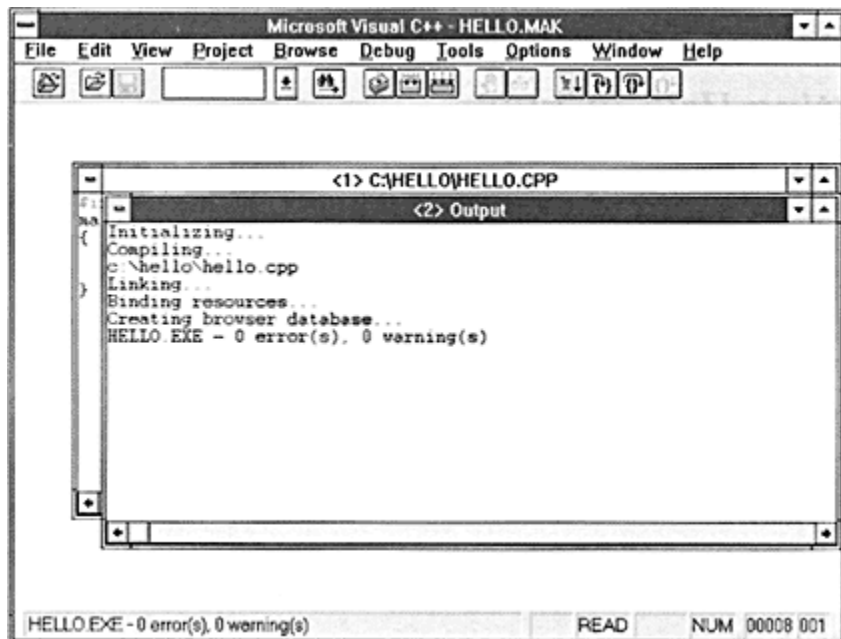 Microsoft Visual C++ - HELLO.MAK
File Edit View Project Browse Debug Tools Options Window Help
<1> C:\HELLO\HELLO.CPP
<2> Output
{
}
Initializing...
Compiling...
c:\hello\hello.cpp
Linking...
Binding resources...
Creating browser database...
HELLO.EXE - 0 error(s), 0 warning(s)
HELLO.EXE - 0 error(s), 0 warning(s) READ NUM 00008 001